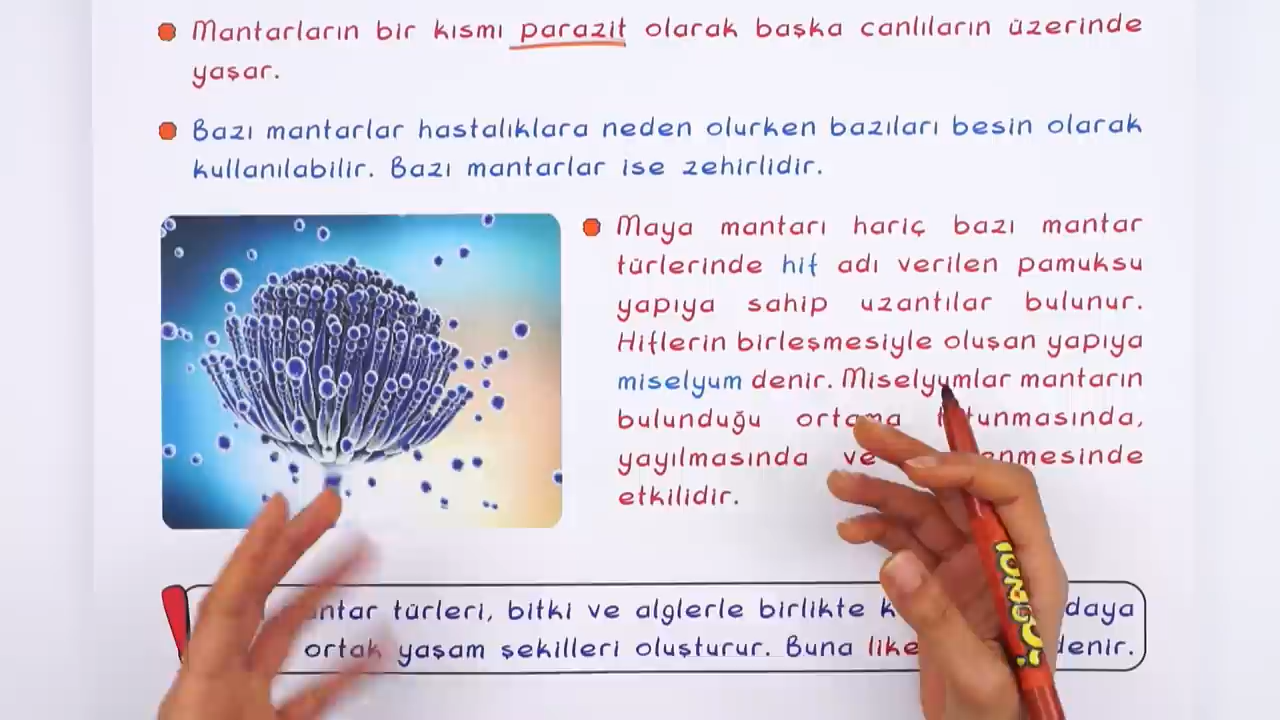 Mantarların bir kısmı parazit olarak başka canlıların üzerinde
yaşar.
Bazı mantarlar hastalıklara neden olurken bazıları besin olarak
kullanılabilir. Bazı mantarlar ise zehirlidir.
Maya mantarı hariç bazı mantar
türlerinde hif adı verilen pamuksu
yapıya sahip uzantılar bulunur.
Hiflerin birleşmesiyle oluşan yapıya
miselyum denir. Miselyumlar mantarın
bulunduğu ortama tutunmasında,
yayılmasında ve
etkilidir.
türleri, bitki ve alglerle birlikte
ortak yaşam şekilleri oluşturur. Buna denir.